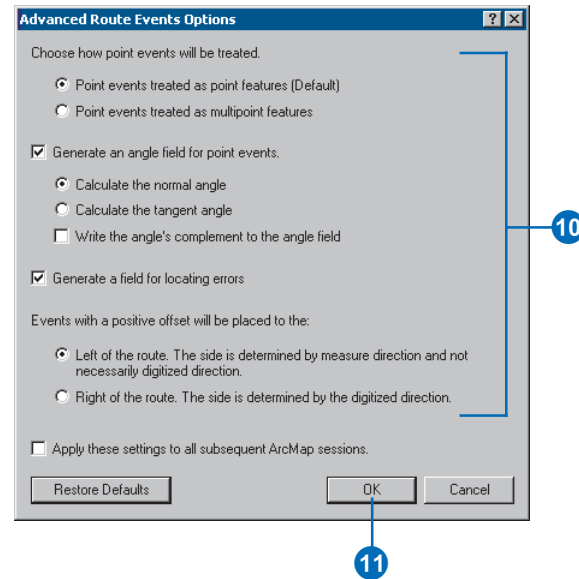 Advanced Route Events Options
Choose how point events will be treated.
Point events treated as point features (Default)
Point events treated as multipoint features
Generate an angle field for point events.
Calculate the normal angle
Calculate the tangent angle
Write the angle's complement to the angle field
10
Generate a field for locating errors
Events with a positive offset will be placed to the:
Left of the route. The side is determined by measure direction and not
necessarily digitized direction.
Right of the route. The side is determined by the digitized direction.
Apply these settings to all subsequent ArcMap sessions.
Restore Defaults OK Cancel
11